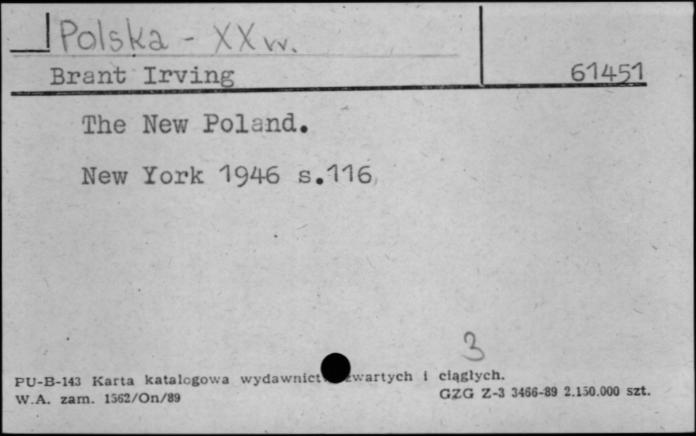 Polska - XX w.
Brant Irving 61451
The New Poland.
New York 1946 s.116
3
PU-B-143 Karta katalogowa wydawnict zwartych i ciągłych.
W.A. zam. 1562/On/89 GZG Z-3 3466-89 2.150.000 szt.